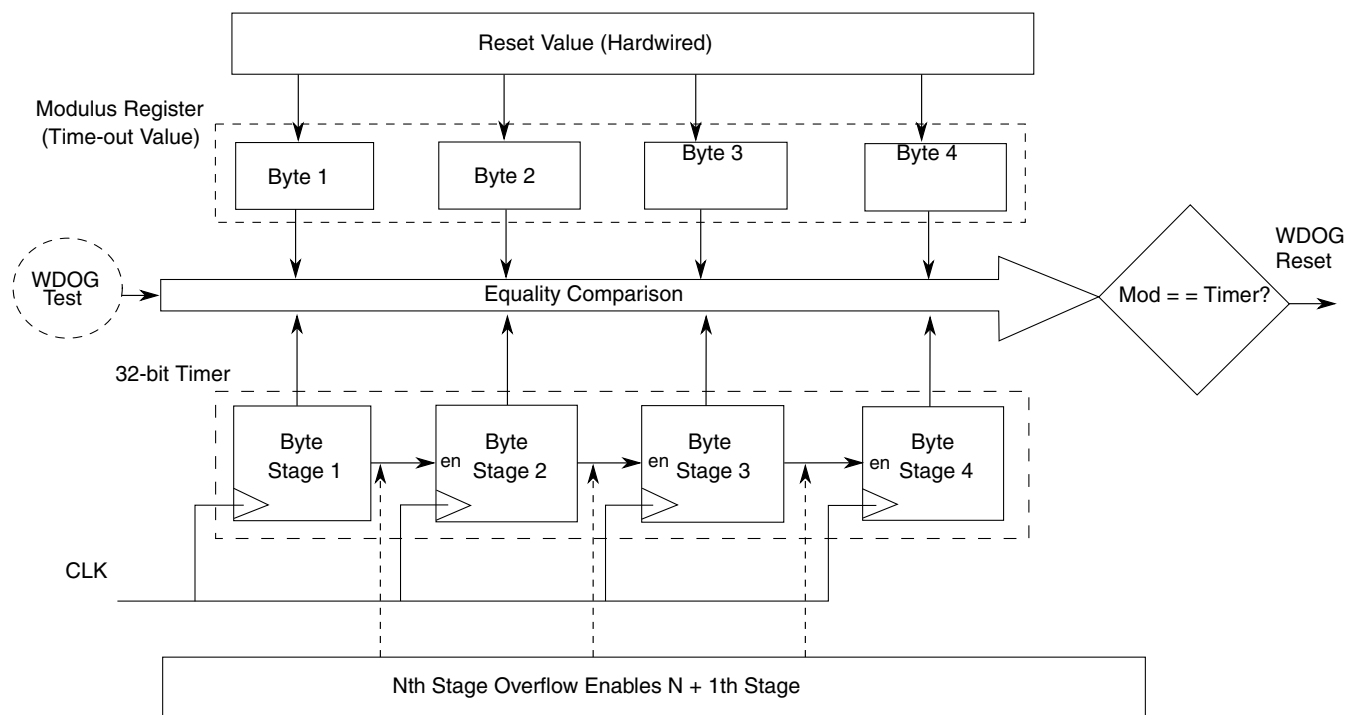 Reset Value (Hardwired)
Modulus Register
(Time-out Value)
Byte 1
Byte 2
Byte 3
Byte 4
WDOG
Test
Equality Comparison
Mod = = Timer?
WDOG
Reset
32-bit Timer
Byte
Stage 1
en
Byte
Stage 2
en
Byte
Stage 3
en
Byte
Stage 4
CLK
Nth Stage Overflow Enables N + 1th Stage